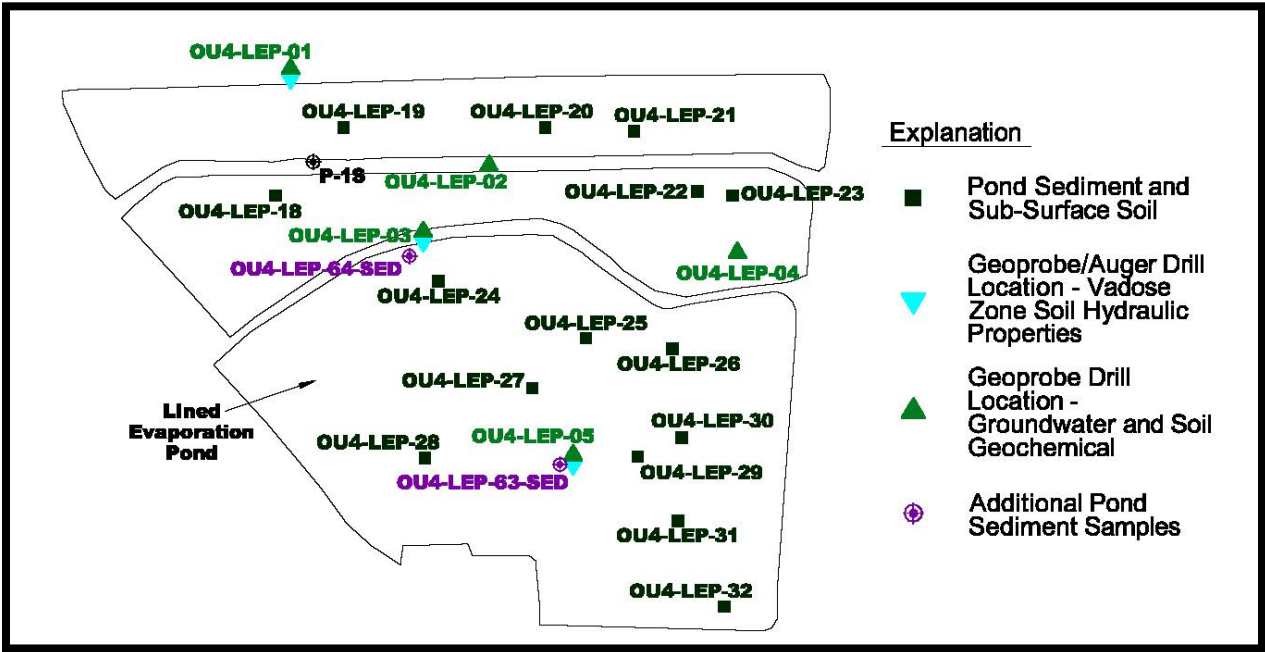 OU4-LEP-01
OU4-LEP-19
OU4-LEP-20
OU4-LEP-21
P-1S
OU4-LEP-02
OU4-LEP-22
OU4-LEP-23
OU4-LEP-18
OU4-LEP-03
OU4-LEP-64-SED
OU4-LEP-04
OU4-LEP-24
OU4-LEP-25
OU4-LEP-26
OU4-LEP-27
Lined
Evaporation
Pond
OU4-LEP-28
OU4-LEP-05
OU4-LEP-30
OU4-LEP-29
OU4-LEP-63-SED
OU4-LEP-31
OU4-LEP-32
Explanation
Pond Sediment and
Sub-Surface Soil
Geoprobe/Auger Drill
Location - Vadose
Zone Soil Hydraulic
Properties
Geoprobe Drill
Location -
Groundwater and Soil
Geochemical
Additional Pond
Sediment Samples